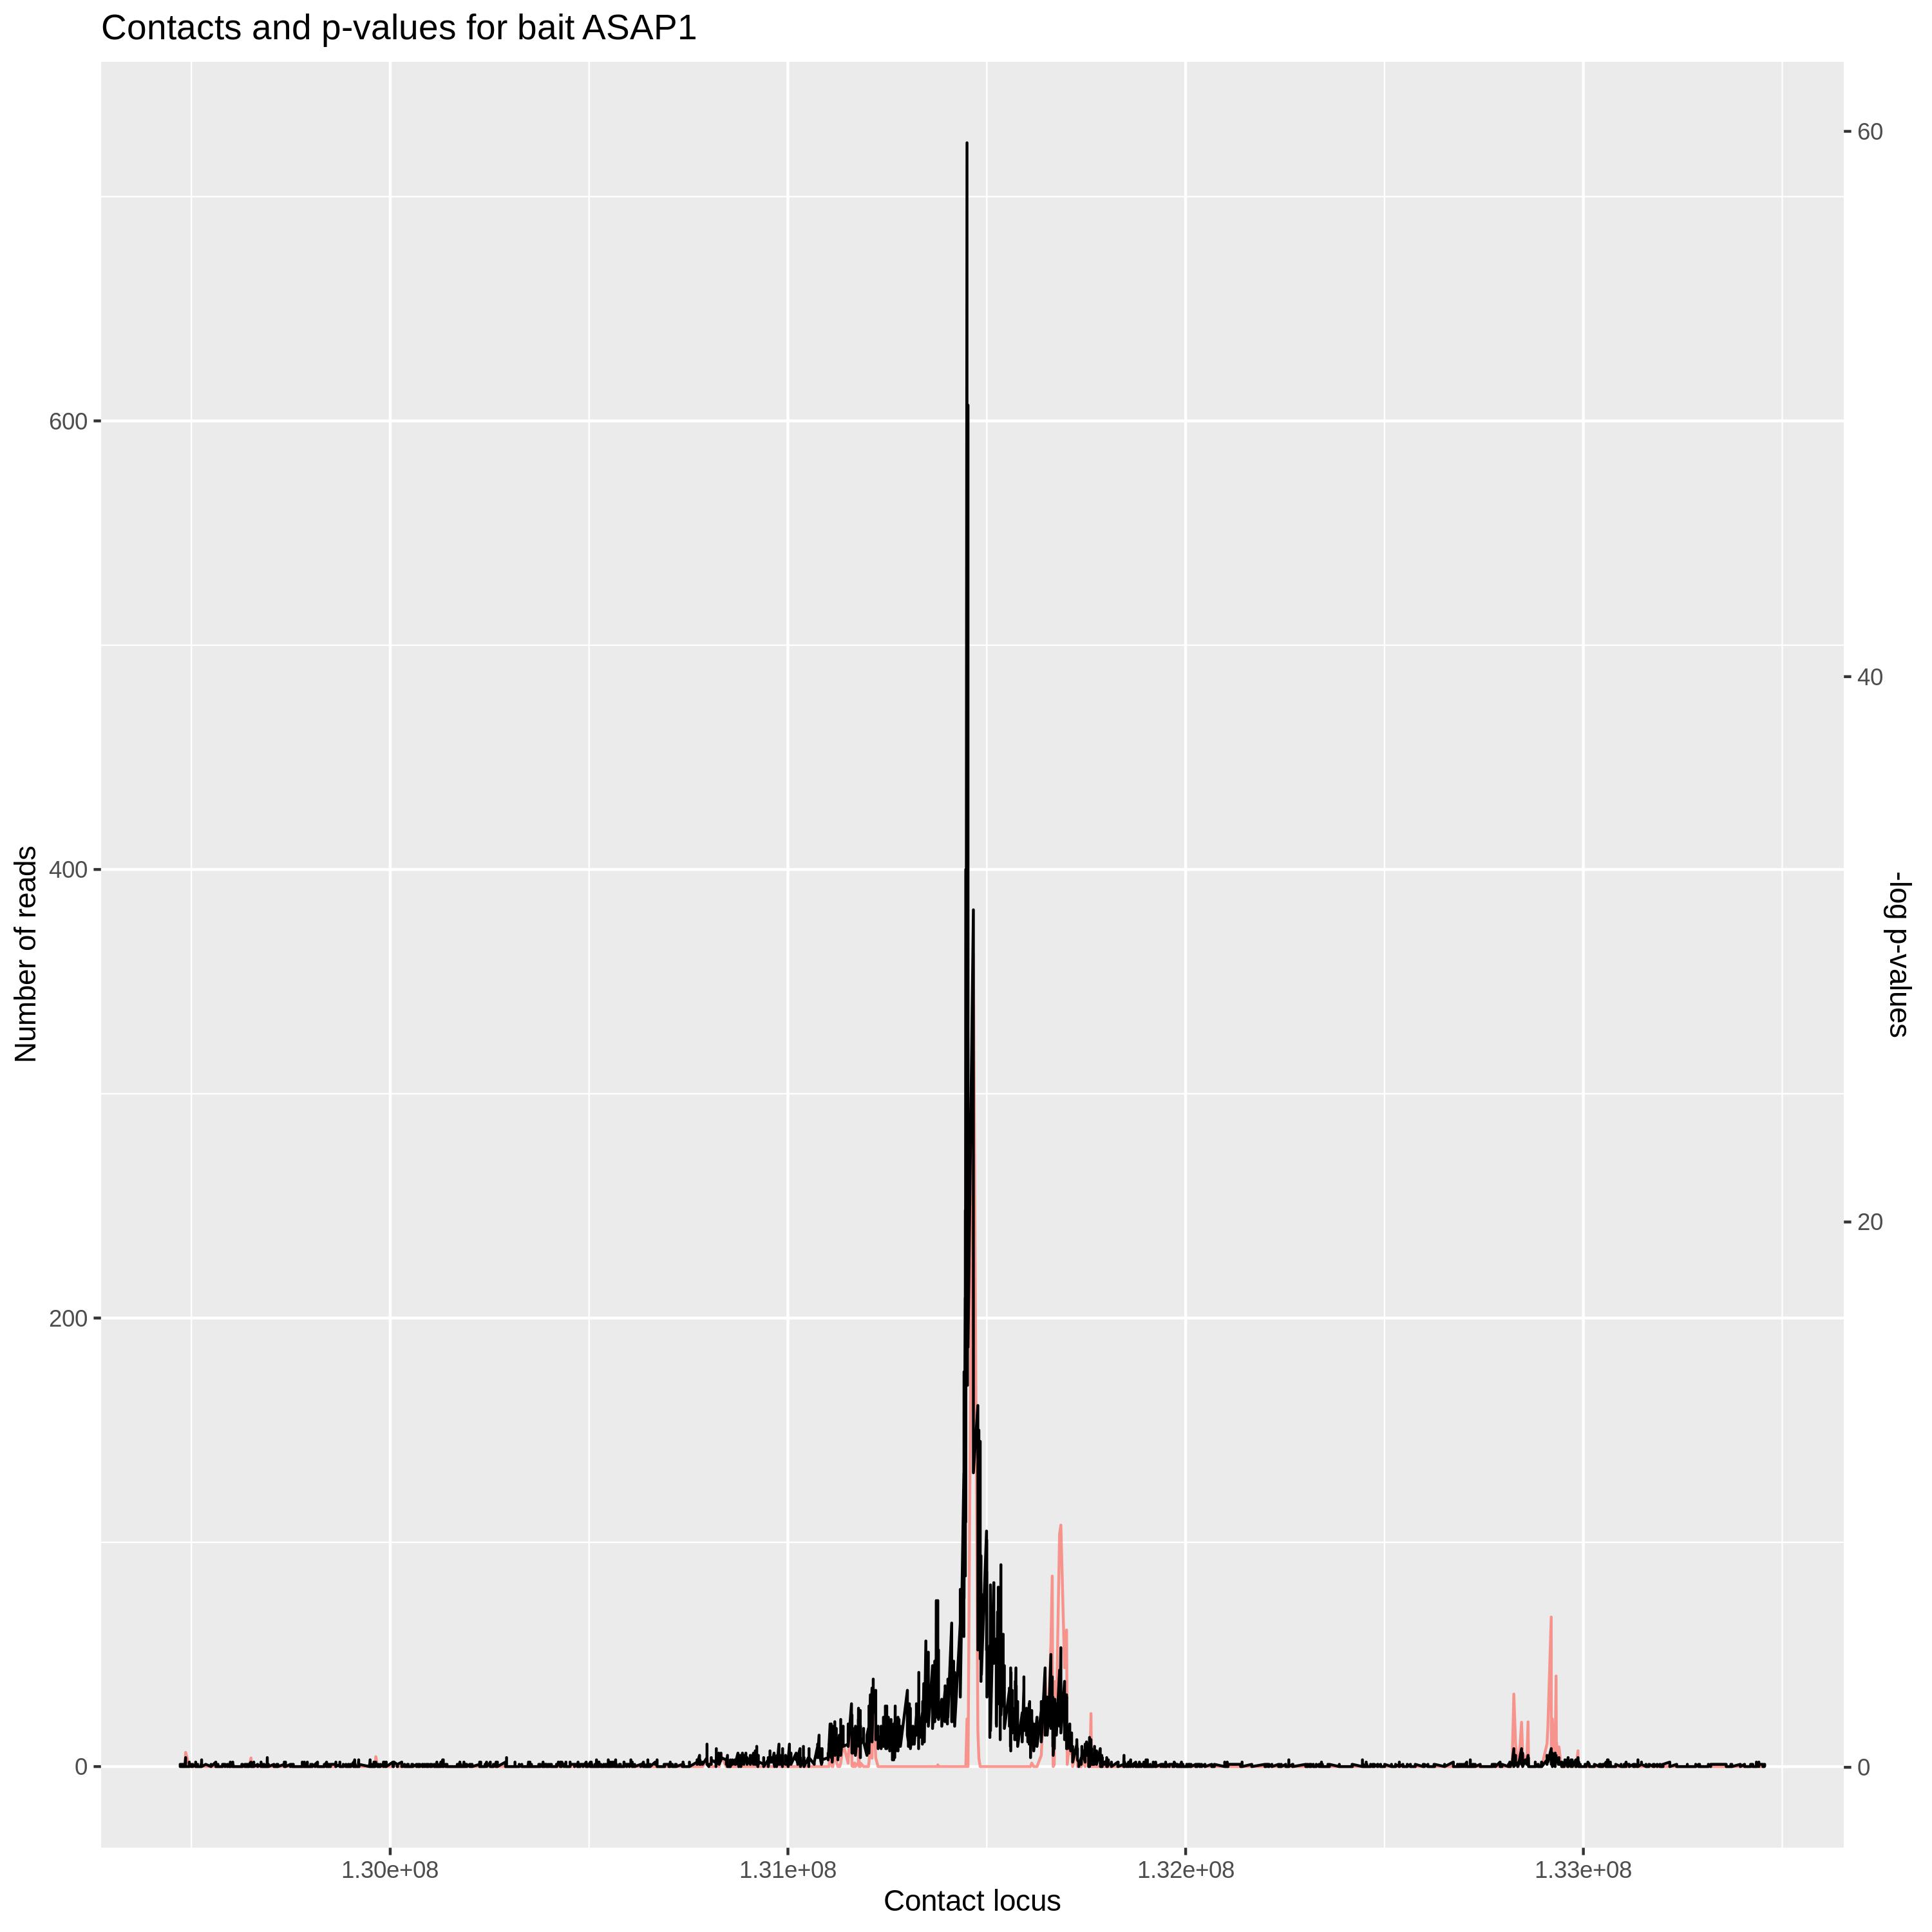 Contacts and p-values for bait ASAP1
60
600
40
400
Number of reads
-log p-values
20
200
0
0
1.30e+08
1.31e+08
1.32e+08
1.33e+08
Contact locus